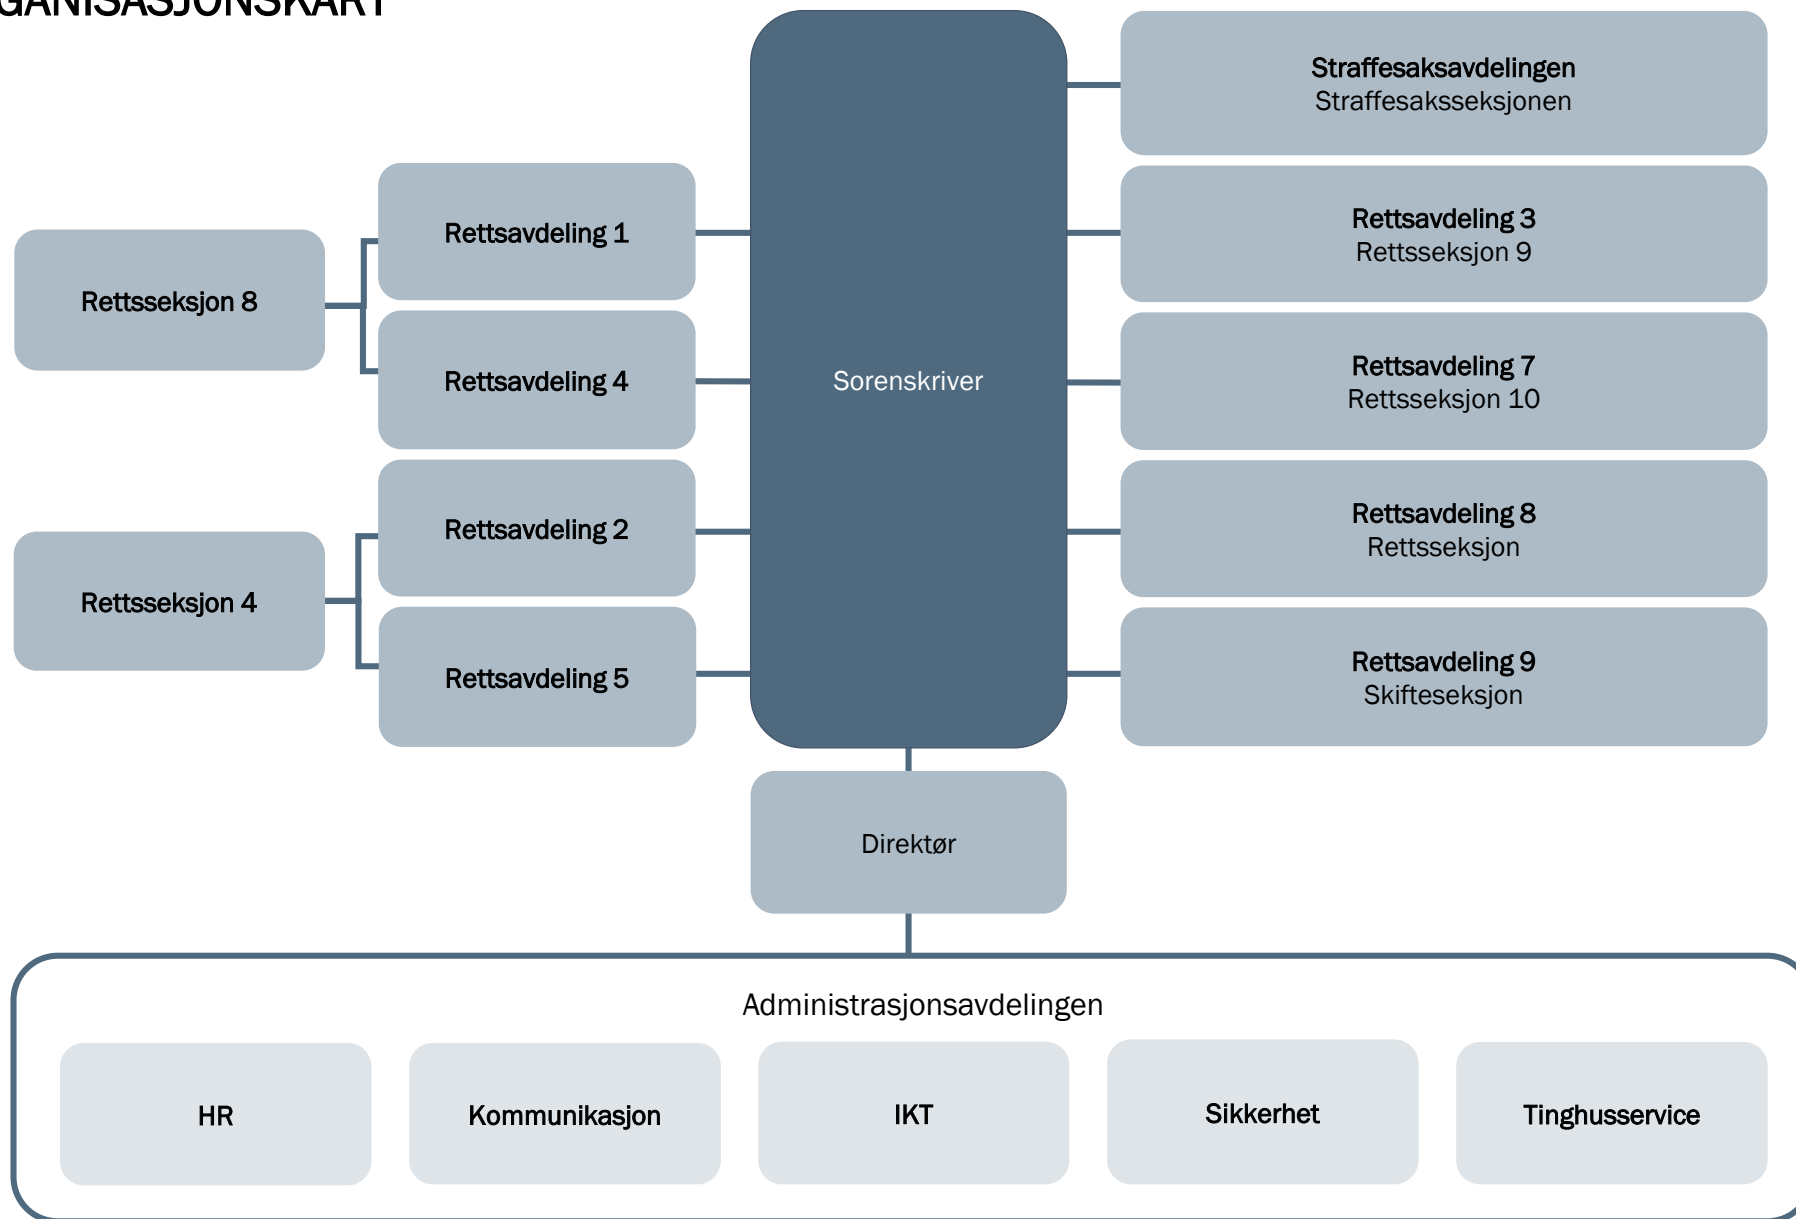 GANISASJONSKART
Straffesaksavdelingen
Straffesaksseksjonen
Rettsavdeling 1
Rettsavdeling 3
Rettsseksjon 9
Rettsseksjon 8
Rettsavdeling 4
Sorenskriver
Rettsavdeling 7
Rettsseksjon 10
Rettsavdeling 2
Rettsavdeling 8
Rettsseksjon
Rettsseksjon 4
Rettsavdeling 5
Rettsavdeling 9
Skifteseksjon
Direktør
Administrasjonsavdelingen
HR
Kommunikasjon
IKT
Sikkerhet
Tinghusservice